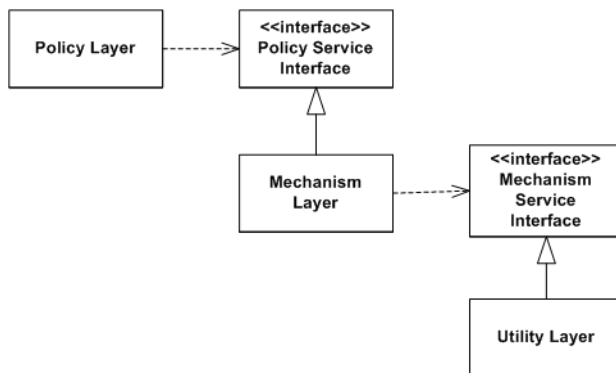 Policy Layer
<<interface>>
Policy Service
Interface
Mechanism
Layer
<<interface>>
Mechanism
Service
Interface
Utility Layer